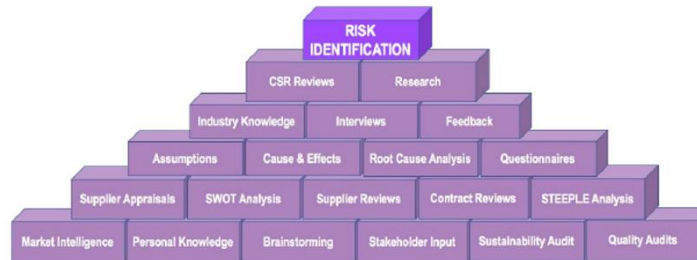 RISK
IDENTIFICATION
CSR Reviews Research
Industry Knowledge Interviews Feedback
Assumptions Cause & Effects Root Cause Analysis Questionnaires
Supplier Appraisals SWOT Analysis Supplier Reviews Contract Reviews STEEPLE Analysis
Market Intelligence Personal Knowledge Brainstorming Stakeholder Input Sustainability Audit Quality Audits